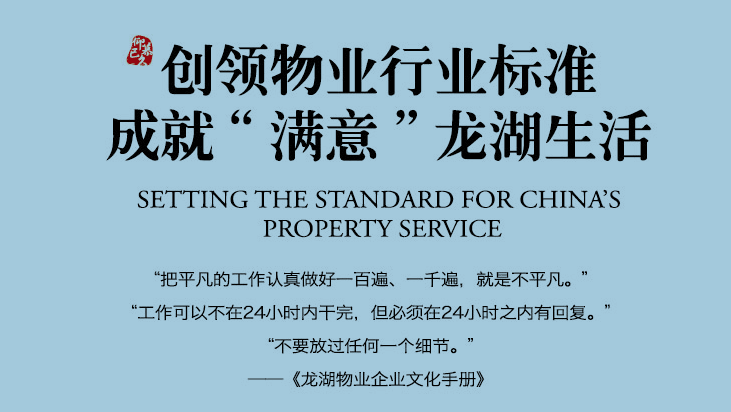 仰慕已久
创领物业行业标准
成就“满意”龙湖生活
SETTING THE STANDARD FOR CHINA’S
PROPERTY SERVICE
“把平凡的工作认真做好一百遍、一千遍，就是不平凡。”
“工作可以不在24小时内干完，但必须在24小时之内有回复。”
“不要放过任何一个细节。”
——《龙湖物业企业文化手册》